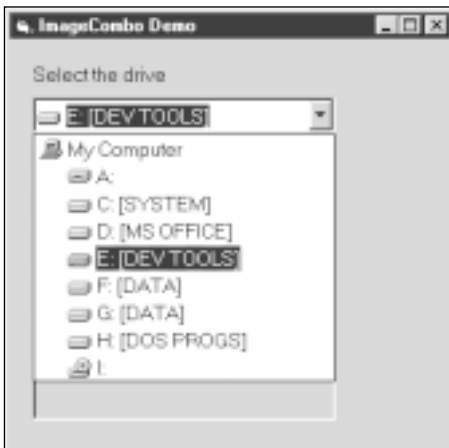 ImageCombo Demo
Select the drive
E: [DEV TOOLS]
My Computer
A:
C: [SYSTEM]
D: [MS OFFICE]
E: [DEV TOOLS]
F: [DATA]
G: [DATA]
H: [DOS PROGS]
I: